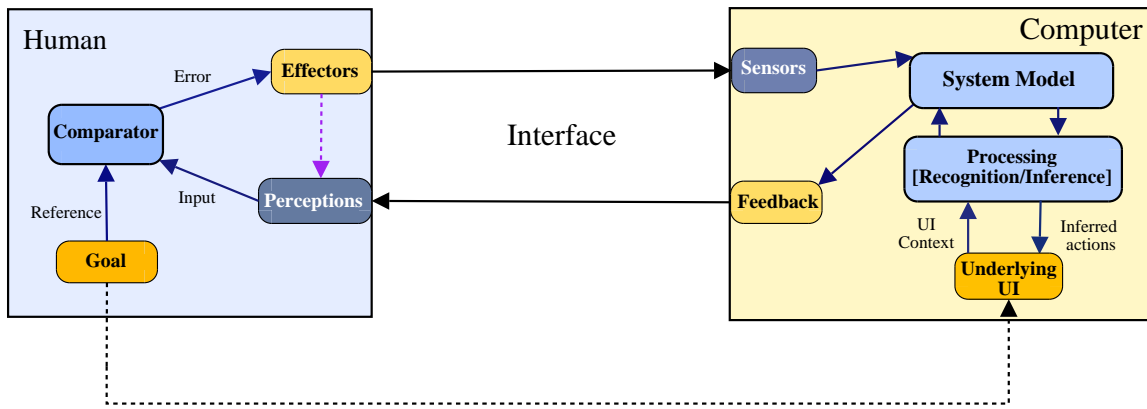 Human
Computer
Error
Effectors
Sensors
System Model
Comparator
Interface
Processing
[Recognition/Inference]
Input
Perceptions
Feedback
Reference
UI
Context
Inferred
actions
Goal
Underlying
UI